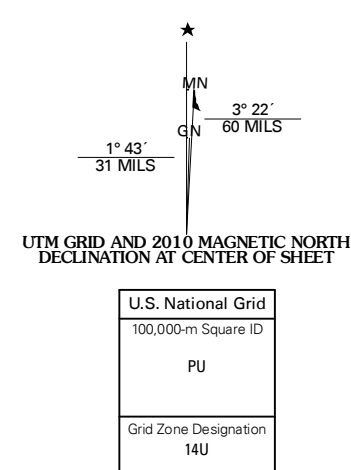 ★
MN
3° 22´
60 MILS
GN
1° 43´
31 MILS
UTM GRID AND 2010 MAGNETIC NORTH
DECLINATION AT CENTER OF SHEET
U.S. National Grid
100,000-m Square ID
PU
Grid Zone Designation
14U